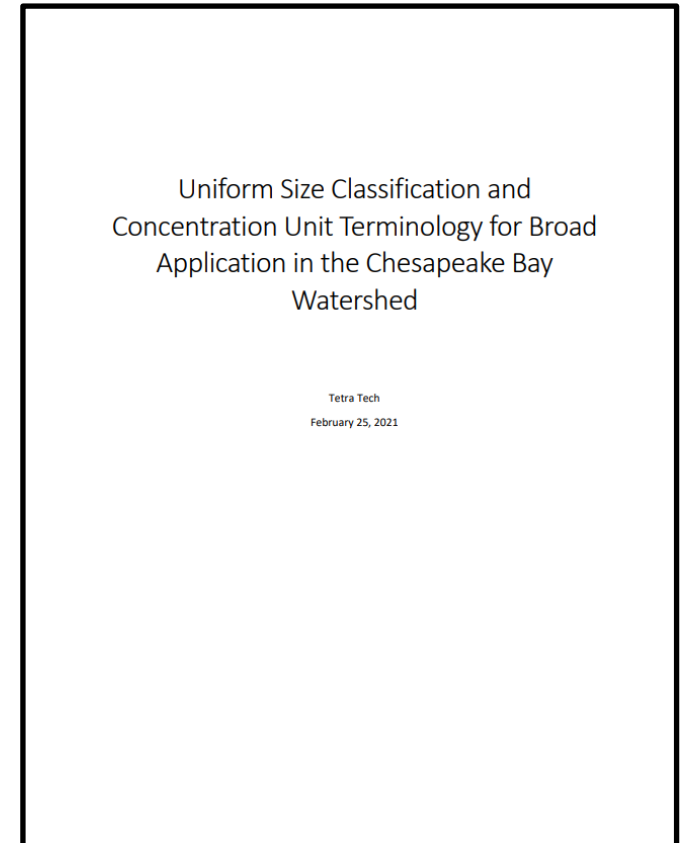 Uniform Size Classification and
Concentration Unit Terminology for Broad
Application in the Chesapeake Bay
Watershed
Tetra Tech
February 25, 2021